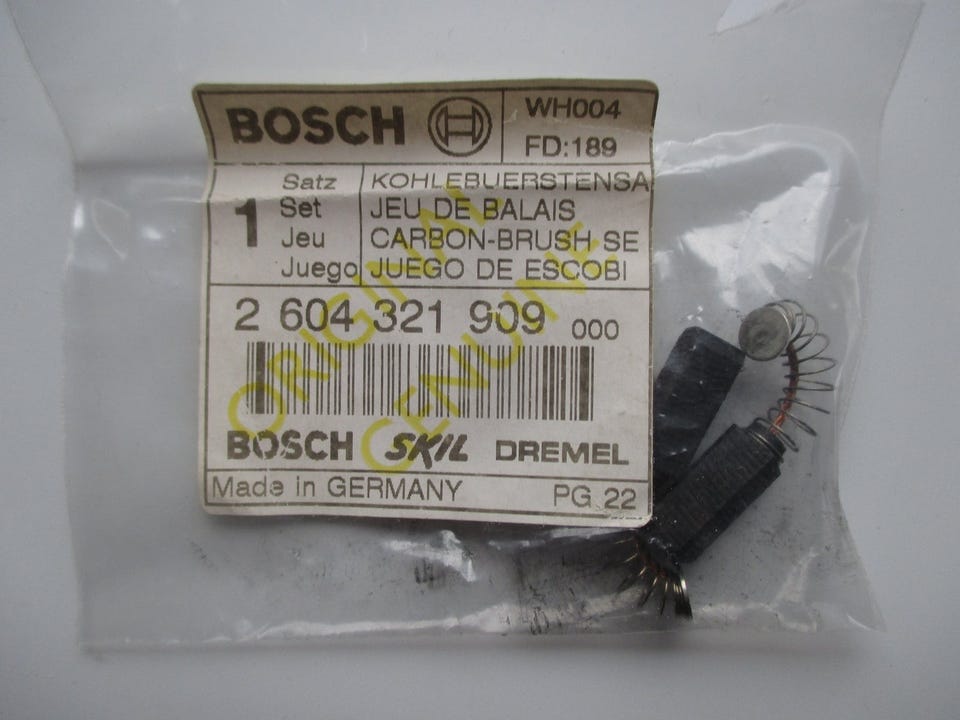 BOSCH
WH004
FD:189
1
Satz
Set
Jeu
Juego
KOHLEBUERSTENSA
JEU DE BALAIS
CARBON-BRUSH SE
JUEGO DE ESCOBI
2 604 321 909 000
ORIGINAL
GENUINE
BOSCH SKIL DREMEL
Made in GERMANY PG 22